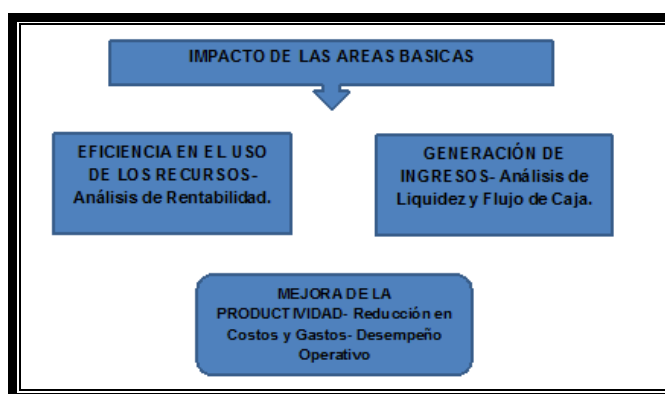 IMPACTO DE LAS AREAS BASICAS
EFICIENCIA EN EL USO
DE LOS RECURSOS-
Análisis de Rentabilidad.
GENERACIÓN DE
INGRESOS- Análisis de
Liquidez y Flujo de Caja.
MEJORA DE LA
PRODUCTIVIDAD- Reducción en
Costos y Gastos- Desempeño
Operativo